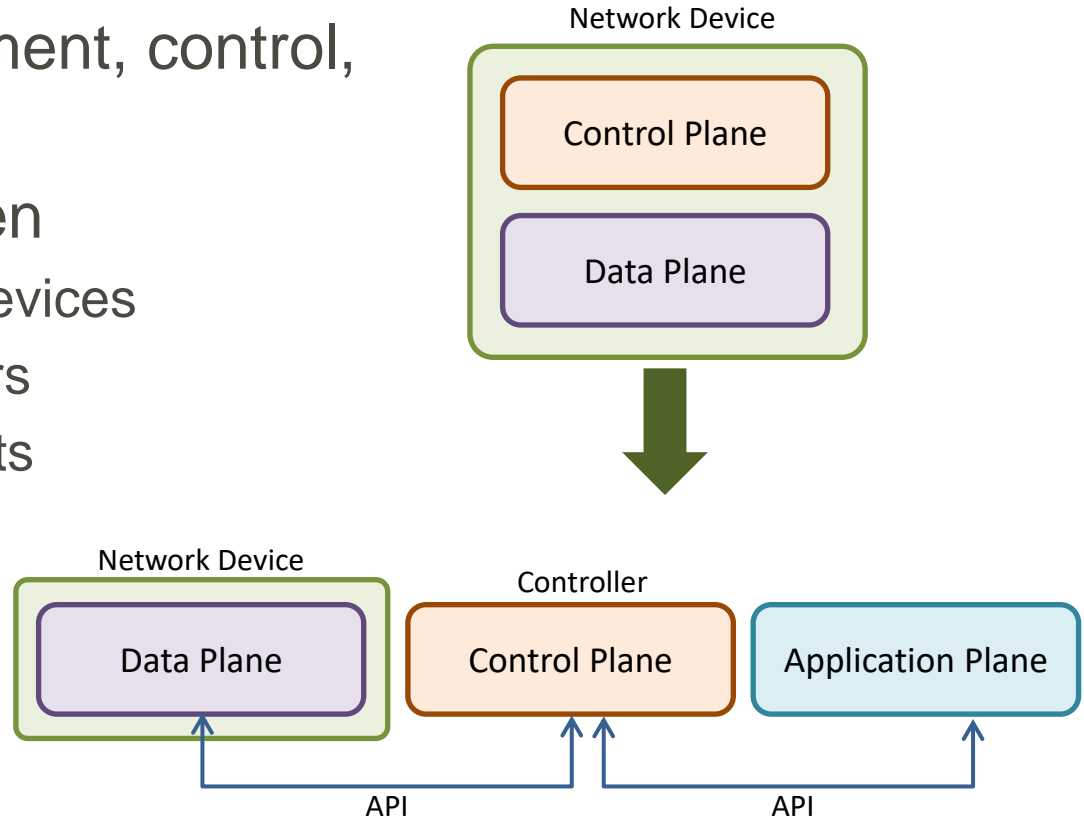 ment, control,
en
evices
rs
ts
Network Device
Control Plane
Data Plane
Network Device
Data Plane
Controller
Control Plane
Application Plane
API
API